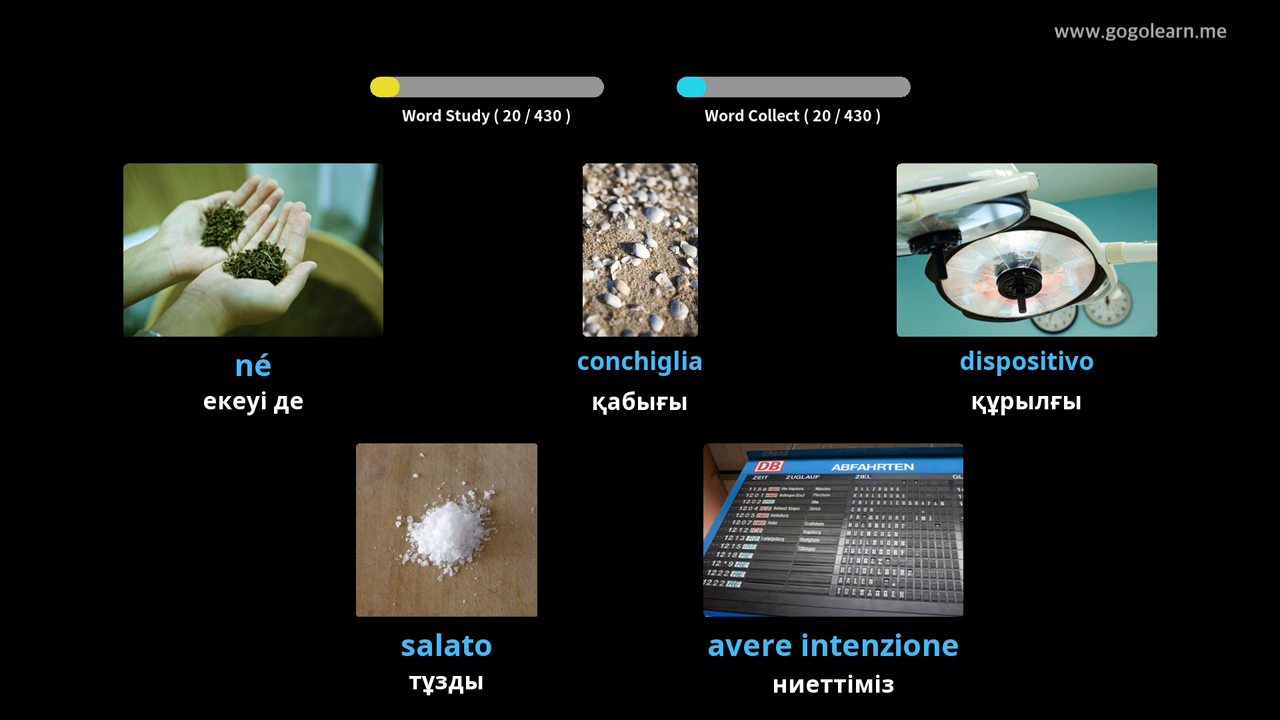 www.gogolearn.me
Word Study ( 20 / 430 )
Word Collect ( 20 / 430 )
né
екеуі де
conchiglia
қабығы
dispositivo
құрылғы
DB ABFAHRTEN
ZEIT ZUGLAUF ZIEL
salato
тұзды
avere intenzione
ниеттіміз